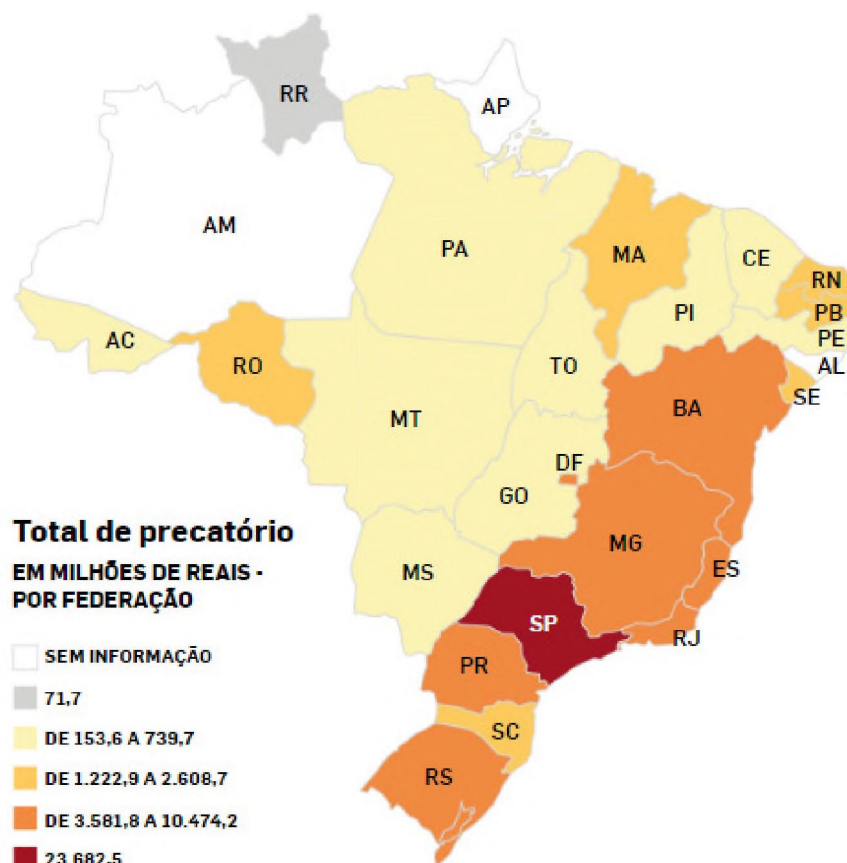 RR
AP
AM
PA
MA
CE
RN
PB
PI
PE
AL
AC
RO
TO
SE
BA
MT
DF
GO
MG
MS
ES
SP
RJ
PR
SC
RS
Total de precatório
EM MILHÕES DE REAIS -
POR FEDERAÇÃO
SEM INFORMAÇÃO
71,7
DE 153,6 A 739,7
DE 1.222,9 A 2.608,7
DE 3.581,8 A 10.474,2
23.682,5